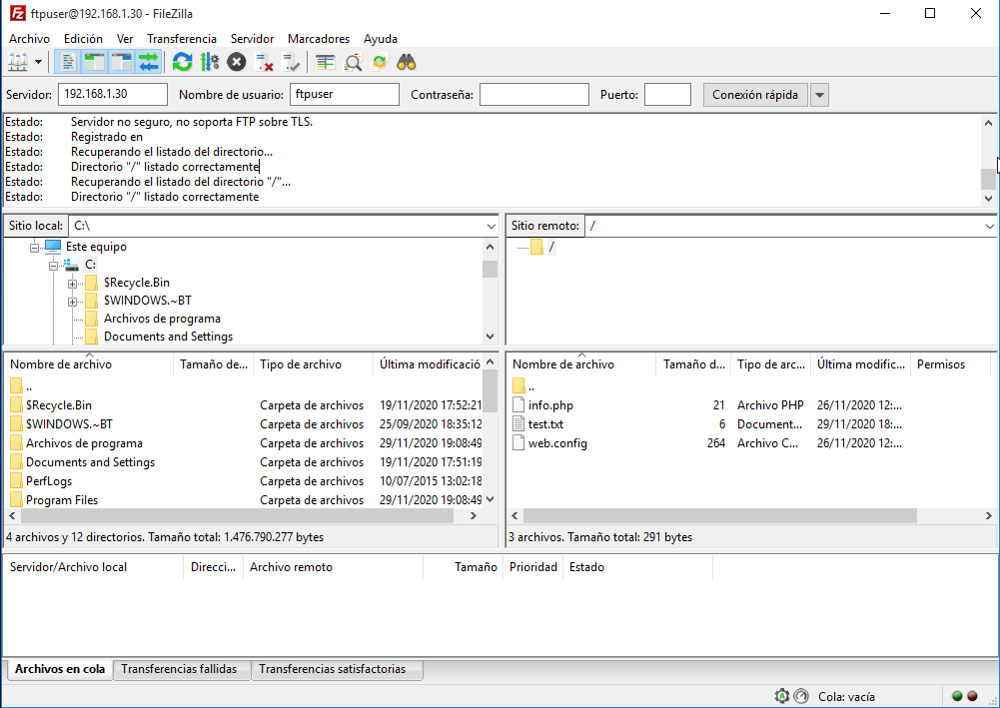 ftpuser@192.168.1.30 - FileZilla
Archivo Edición Ver Transferencia Servidor Marcadores Ayuda
Servidor: 192.168.1.30 Nombre de usuario: ftpuser Contraseña: Puerto: Conexión rápida
Estado: Servidor no seguro, no soporta FTP sobre TLS.
Estado: Registrado en
Estado: Recuperando el listado del directorio...
Estado: Directorio "/" listado correctamente
Estado: Recuperando el listado del directorio "/"...
Estado: Directorio "/" listado correctamente
Sitio local: C:\
Este equipo
C:
$Recycle.Bin
$WINDOWS.~BT
Archivos de programa
Documents and Settings
Sitio remoto: /
/
Nombre de archivo Tamaño de... Tipo de archivo Última modificació
..
$Recycle.Bin Carpeta de archivos 19/11/2020 17:52:21
$WINDOWS.~BT Carpeta de archivos 25/09/2020 18:35:12
Archivos de programa Carpeta de archivos 29/11/2020 19:08:49
Documents and Settings Carpeta de archivos 19/11/2020 17:51:19
PerfLogs Carpeta de archivos 10/07/2015 13:02:18
Program Files Carpeta de archivos 29/11/2020 19:08:49
4 archivos y 12 directorios. Tamaño total: 1.476.790.277 bytes
Nombre de archivo Tamaño d... Tipo de arc... Última modific... Permisos
..
info.php 21 Archivo PHP 26/11/2020 12:...
test.txt 6 Document... 29/11/2020 18:...
web.config 264 Archivo C... 26/11/2020 12:...
3 archivos. Tamaño total: 291 bytes
Servidor/Archivo local Direcci... Archivo remoto Tamaño Prioridad Estado
Archivos en cola Transferencias fallidas Transferencias satisfactorias
Cola: vacía